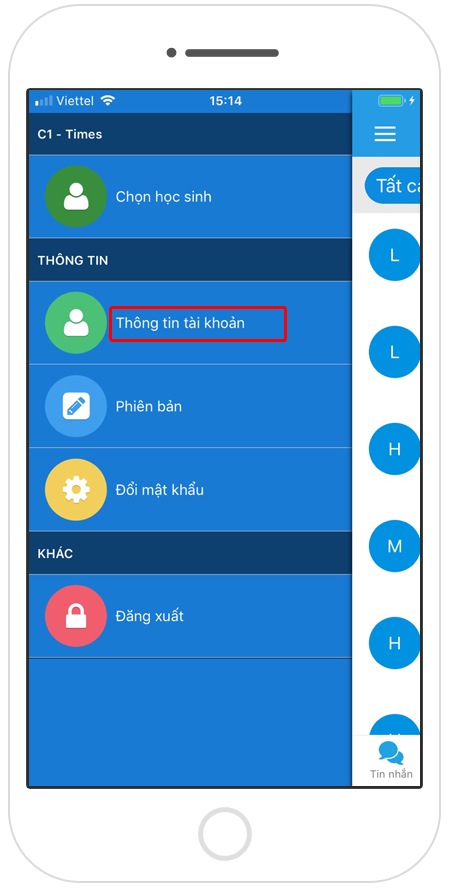 Viettel 15:14
C1 - Times
Chọn học sinh
THÔNG TIN
Thông tin tài khoản
Phiên bản
Đổi mật khẩu
KHÁC
Đăng xuất
Tất cả
L
L
H
M
H
Tin nhắn